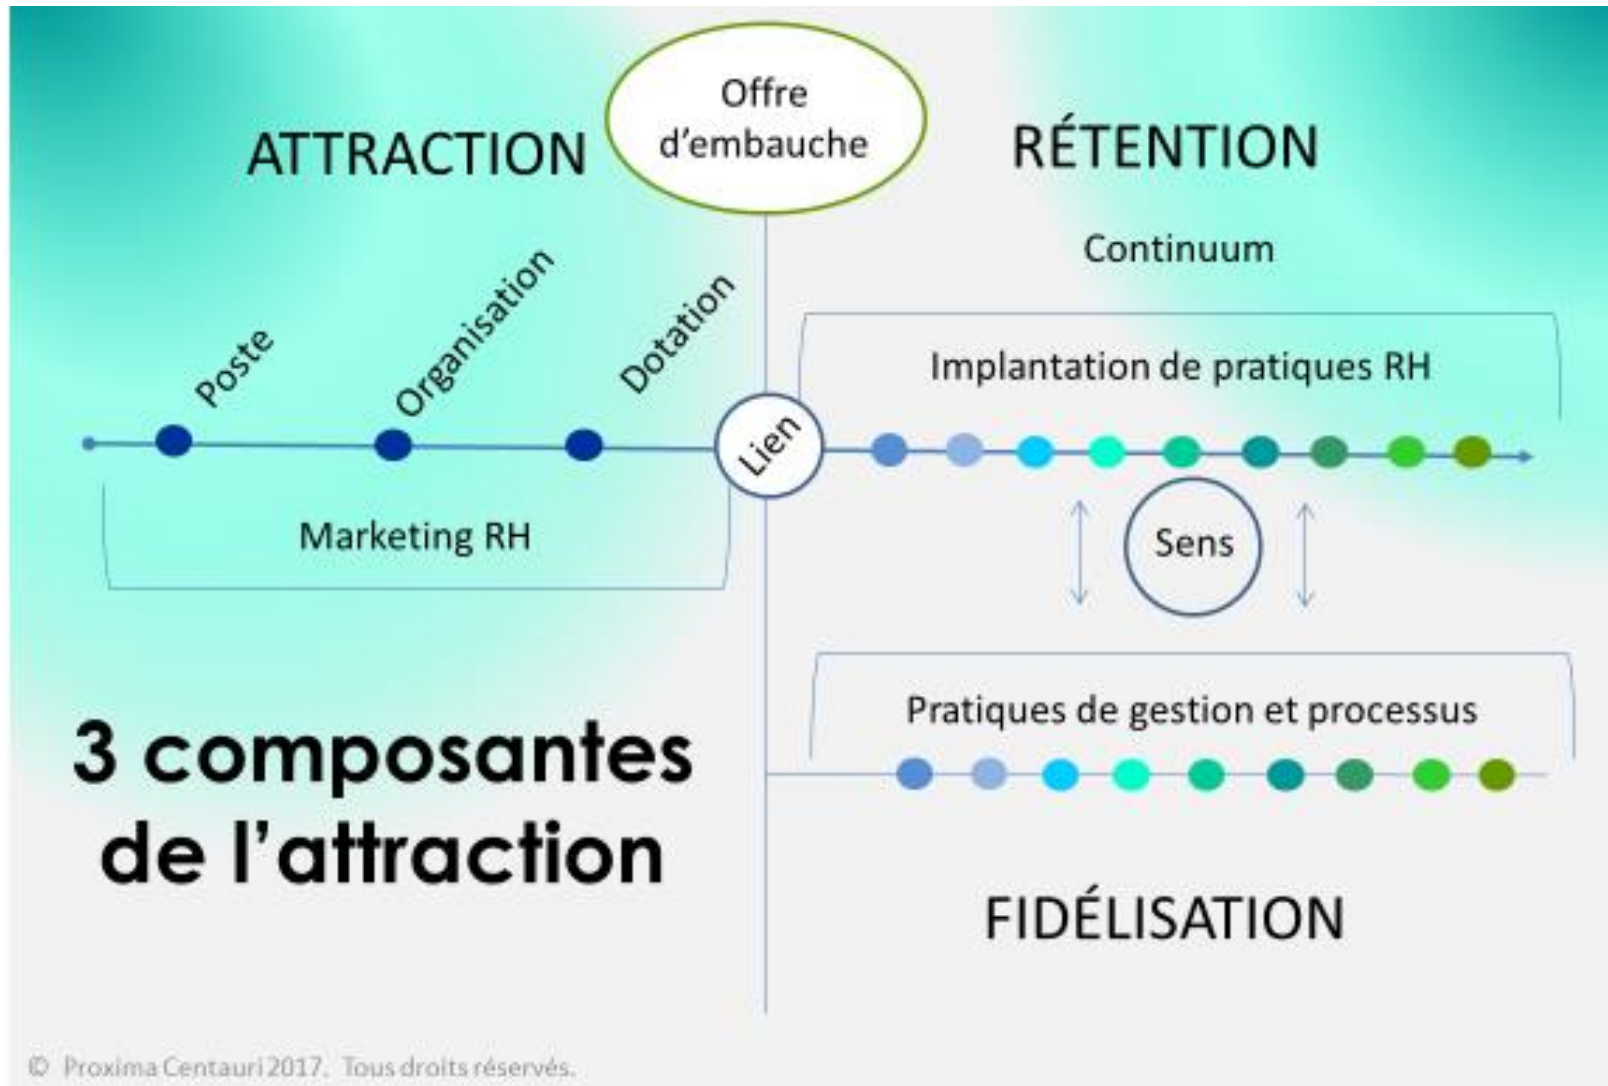 ATTRACTION
Offre
d'embauche
RÉTENTION
Continuum
Poste
Organisation
Dotation
Implantation de pratiques RH
Lien
Marketing RH
Sens
Pratiques de gestion et processus
3 composantes
de l'attraction
FIDÉLISATION
© Proxima Centauri 2017. Tous droits réservés.